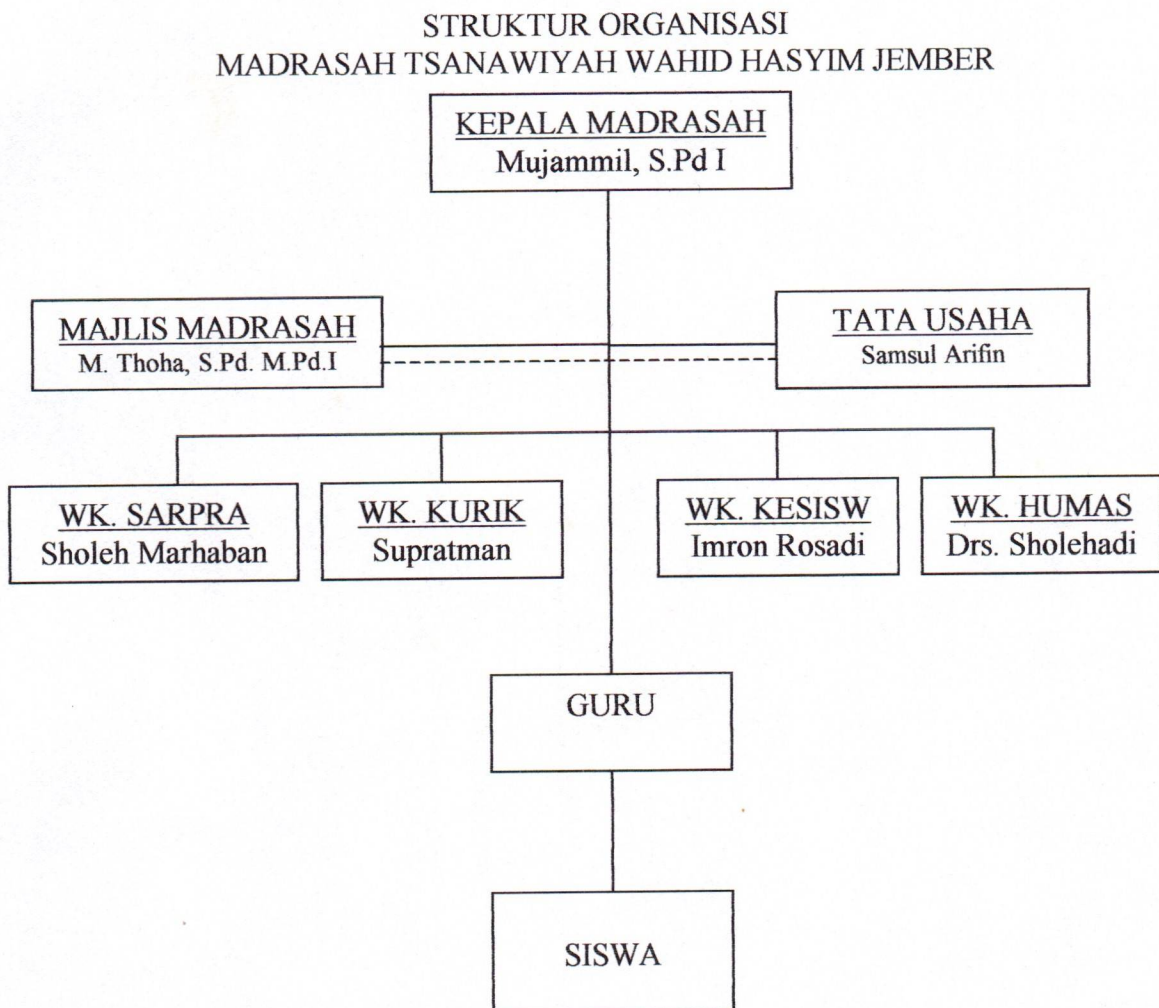 STRUKTUR ORGANISASI
MADRASAH TSANAWIYAH WAHID HASYIM JEMBER
KEPALA MADRASAH
Mujammil, S.Pd I
MAJLIS MADRASAH
M. Thoha, S.Pd. M.Pd.I
TATA USAHA
Samsul Arifin
WK. SARPRA
Sholeh Marhaban
WK. KURIK
Supratman
WK. KESISW
Imron Rosadi
WK. HUMAS
Drs. Sholehadi
GURU
SISWA